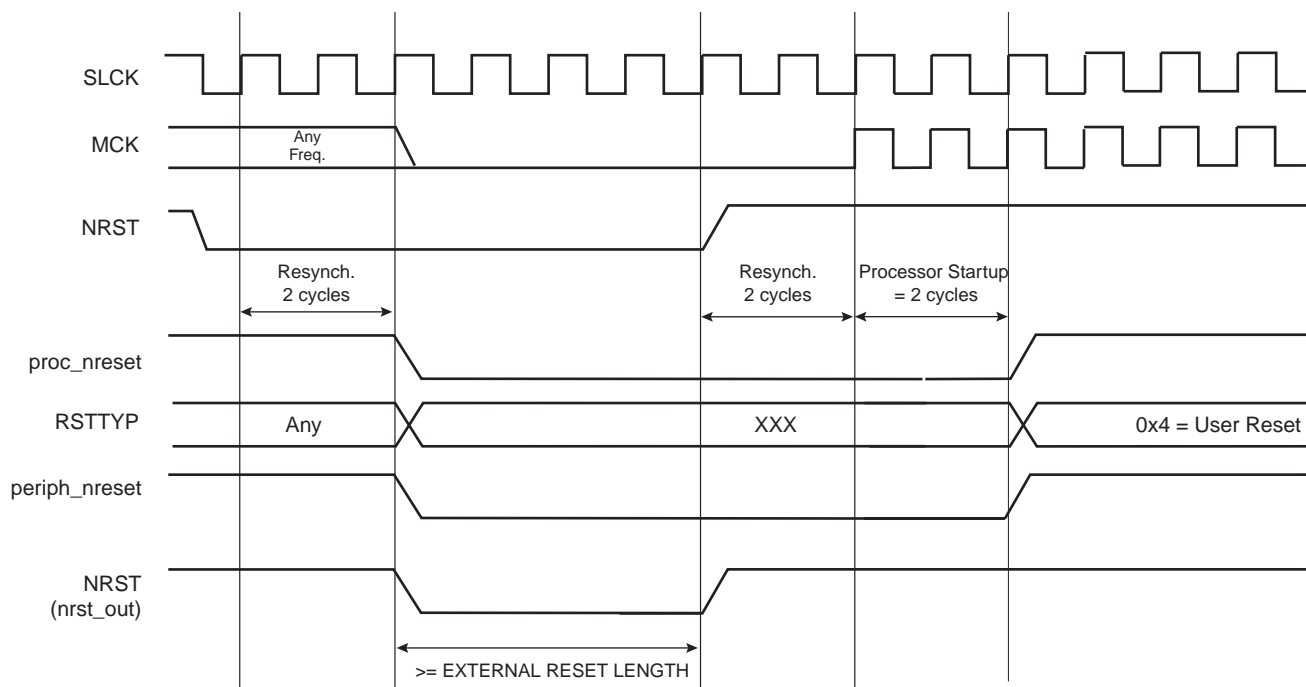 SLCK
MCK
Any
Freq.
NRST
Resynch.
2 cycles
Resynch.
2 cycles
Processor Startup
= 2 cycles
proc_nreset
RSTTYP
Any
XXX
0x4 = User Reset
periph_nreset
NRST
(nrst_out)
>= EXTERNAL RESET LENGTH